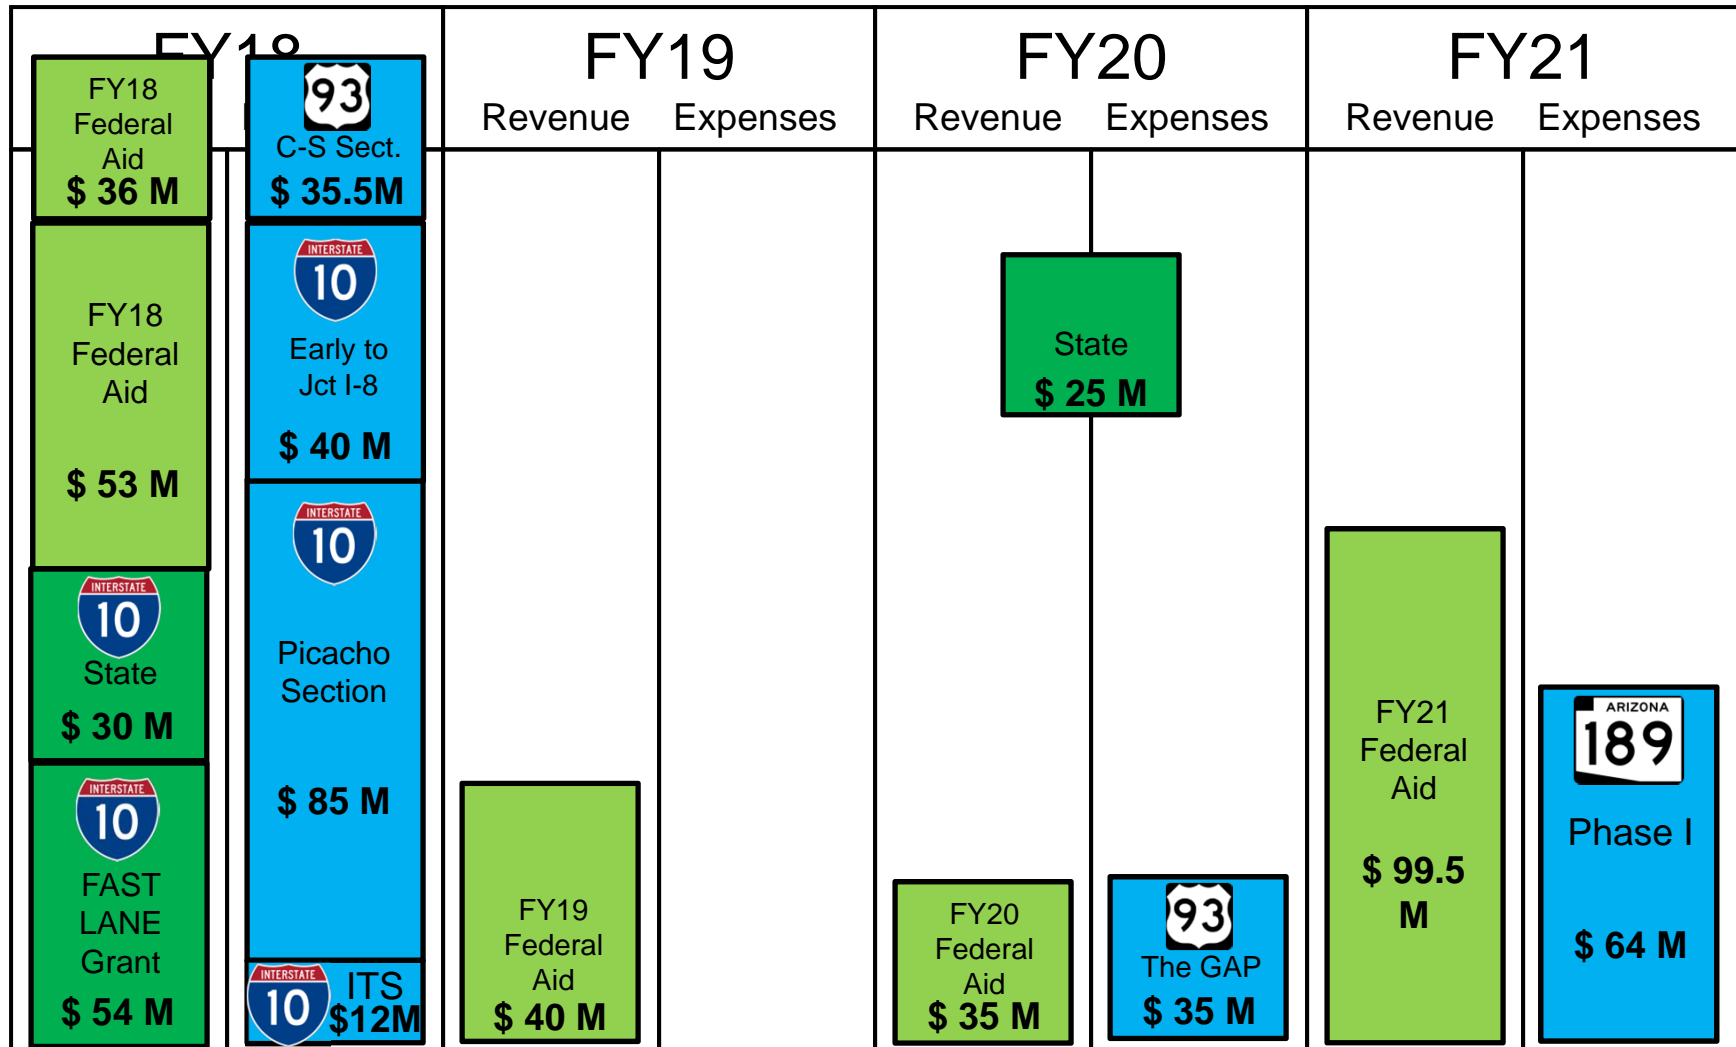 FY18
FY19
FY20
FY21
Revenue Expenses
Revenue Expenses
Revenue Expenses
FY18
Federal
Aid
$ 36 M
FY18
Federal
Aid
$ 53 M
INTERSTATE
10
State
$ 30 M
INTERSTATE
10
FAST
LANE
Grant
$ 54 M
93
C-S Sect.
$ 35.5M
INTERSTATE
10
Early to
Jct I-8
$ 40 M
INTERSTATE
10
Picacho
Section
$ 85 M
INTERSTATE
10
ITS
$12M
FY19
Federal
Aid
$ 40 M
State
$ 25 M
FY20
Federal
Aid
$ 35 M
93
The GAP
$ 35 M
FY21
Federal
Aid
$ 99.5
M
ARIZONA
189
Phase I
$ 64 M